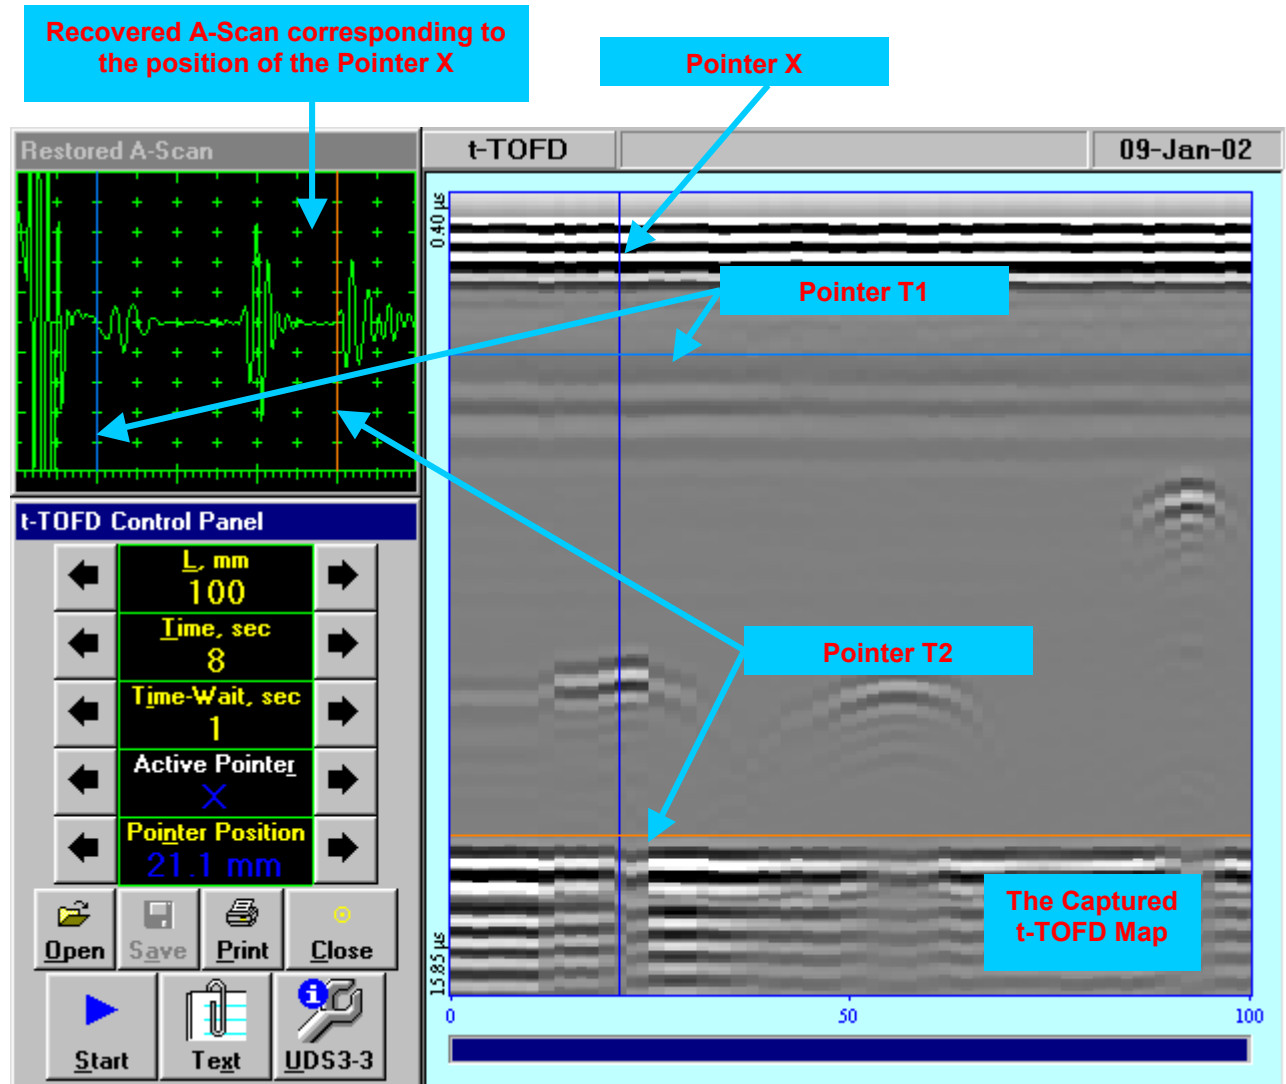 Recovered A-Scan corresponding to
the position of the Pointer X
Pointer X
Restored A-Scan
t-TOFD
09-Jan-02
0.40 µs
Pointer T1
t-TOFD Control Panel
L, mm
100
Time, sec
8
Pointer T2
Time-Wait, sec
1
Active Pointer
X
Pointer Position
21.1 mm
The Captured
t-TOFD Map
Open
Save
Print
Close
15.85 µs
0
50
100
Start
Text
UDS3-3